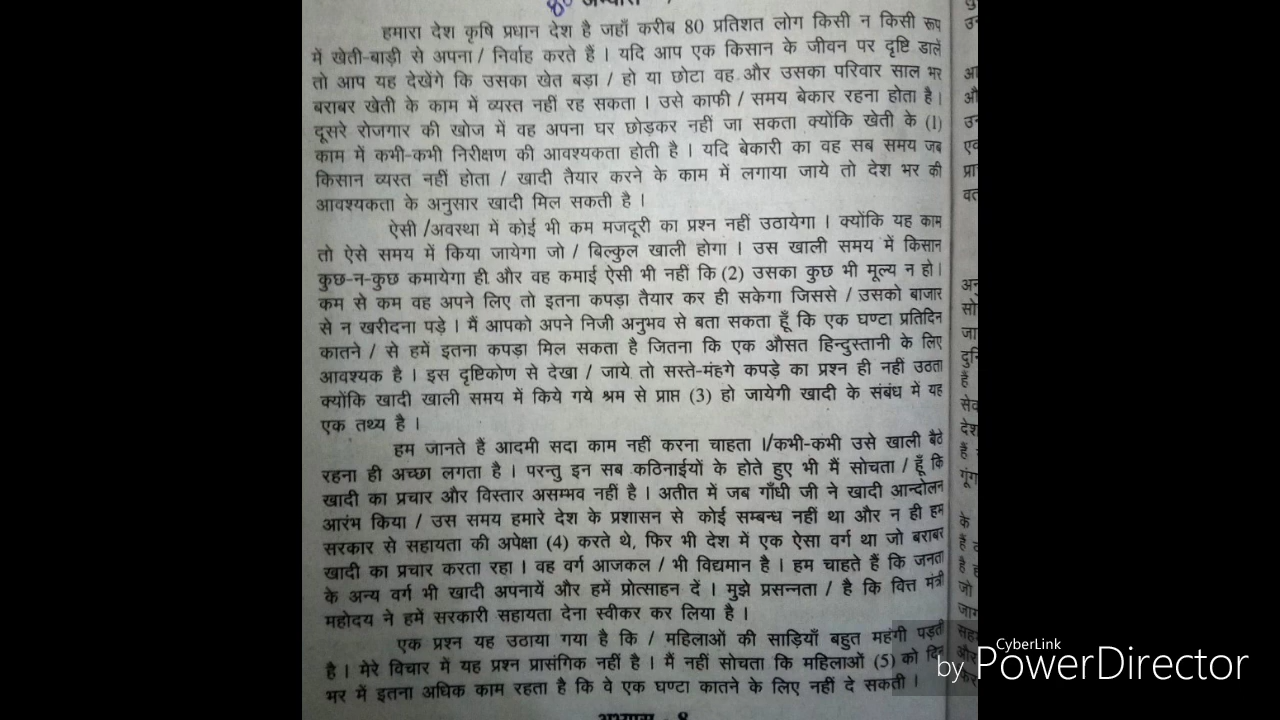 हमारा देश कृषि प्रधान देश है जहाँ करीब 80 प्रतिशत लोग किसी न किसी रूप
में खेती-बाड़ी से अपना / निर्वाह करते हैं । यदि आप एक किसान के जीवन पर दृष्टि डालें
तो आप यह देखेंगे कि उसका खेत बड़ा / हो या छोटा वह और उसका परिवार साल भर
बराबर खेती के काम में व्यस्त नहीं रह सकता । उसे काफी / समय बेकार रहना होता है।
दूसरे रोजगार की खोज में वह अपना घर छोड़कर नहीं जा सकता क्योंकि खेती के (1)
काम में कभी-कभी निरीक्षण की आवश्यकता होती है । यदि बेकारी का वह सब समय जब
किसान व्यस्त नहीं होता / खादी तैयार करने के काम में लगाया जाये तो देश भर की
आवश्यकता के अनुसार खादी मिल सकती है ।
ऐसी /अवस्था में कोई भी कम मजदूरी का प्रश्न नहीं उठायेगा । क्योंकि यह काम
तो ऐसे समय में किया जायेगा जो / बिल्कुल खाली होगा । उस खाली समय में किसान
कुछ-न-कुछ कमायेगा ही और वह कमाई ऐसी भी नहीं कि (2) उसका कुछ भी मूल्य न हो।
कम से कम वह अपने लिए तो इतना कपड़ा तैयार कर ही सकेगा जिससे / उसको बाजार
से न खरीदना पड़े । मैं आपको अपने निजी अनुभव से बता सकता हूँ कि एक घण्टा प्रतिदिन
कातने / से हमें इतना कपड़ा मिल सकता है जितना कि एक औसत हिन्दुस्तानी के लिए
आवश्यक है । इस दृष्टिकोण से देखा / जाये तो सस्ते-मंहगे कपड़े का प्रश्न ही नहीं उठता
क्योंकि खादी खाली समय में किये गये श्रम से प्राप्त (3) हो जायेगी खादी के संबंध में यह
एक तथ्य है ।
हम जानते हैं आदमी सदा काम नहीं करना चाहता ।/कभी-कभी उसे खाली बैठे
रहना ही अच्छा लगता है । परन्तु इन सब कठिनाईयों के होते हुए भी मैं सोचता / हूँ कि
खादी का प्रचार और विस्तार असम्भव नहीं है । अतीत में जब गाँधी जी ने खादी आन्दोलन
आरंम किया / उस समय हमारे देश के प्रशासन से कोई सम्बन्ध नहीं था और न ही हम
सरकार से सहायता की अपेक्षा (4) करते थे, फिर भी देश में एक ऐसा वर्ग था जो बराबर
खादी का प्रचार करता रहा । वह वर्ग आजकल / भी विद्यमान है । हम चाहते हैं कि जनता
के अन्य वर्ग भी खादी अपनायें और हमें प्रोत्साहन दें । मुझे प्रसन्नता / है कि वित्त मंत्री
महोदय ने हमें सरकारी सहायता देना स्वीकर कर लिया है ।
एक प्रश्न यह उठाया गया है कि / महिलाओं की साड़ियाँ बहुत महंगी पड़ती
है । मेरे विचार में यह प्रश्न प्रासंगिक नहीं है । मैं नहीं सोचता कि महिलाओं (5) को दिन
भर में इतना अधिक काम रहता है कि वे एक घण्टा कातने के लिए नहीं दे सकती ।
CyberLink
by PowerDirector